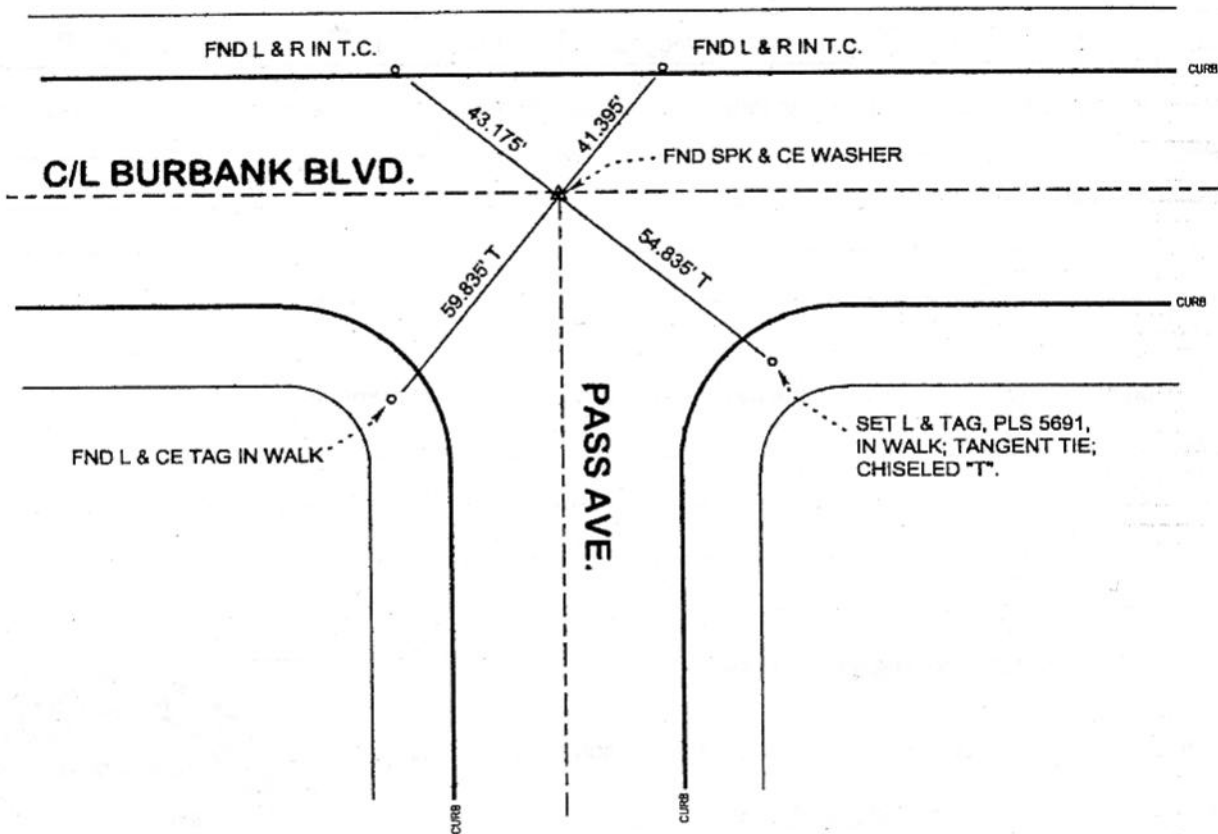 FND L & R IN T.C.
FND L & R IN T.C.
CURB
43.175'
41.395'
FND SPK & CE WASHER
C/L BURBANK BLVD.
59.835' T
54.835' T
CURB
PASS AVE.
FND L & CE TAG IN WALK
SET L & TAG, PLS 5691,
IN WALK; TANGENT TIE;
CHISELED "T".
CURB
CURB